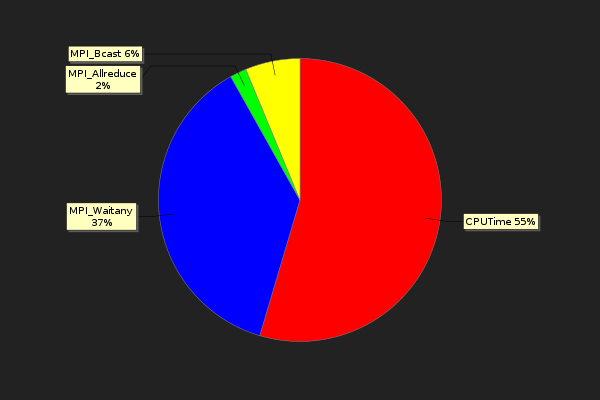 MPI_Bcast 6%
MPI_Allreduce
2%
MPI_Waitany
37%
CPUTime 55%